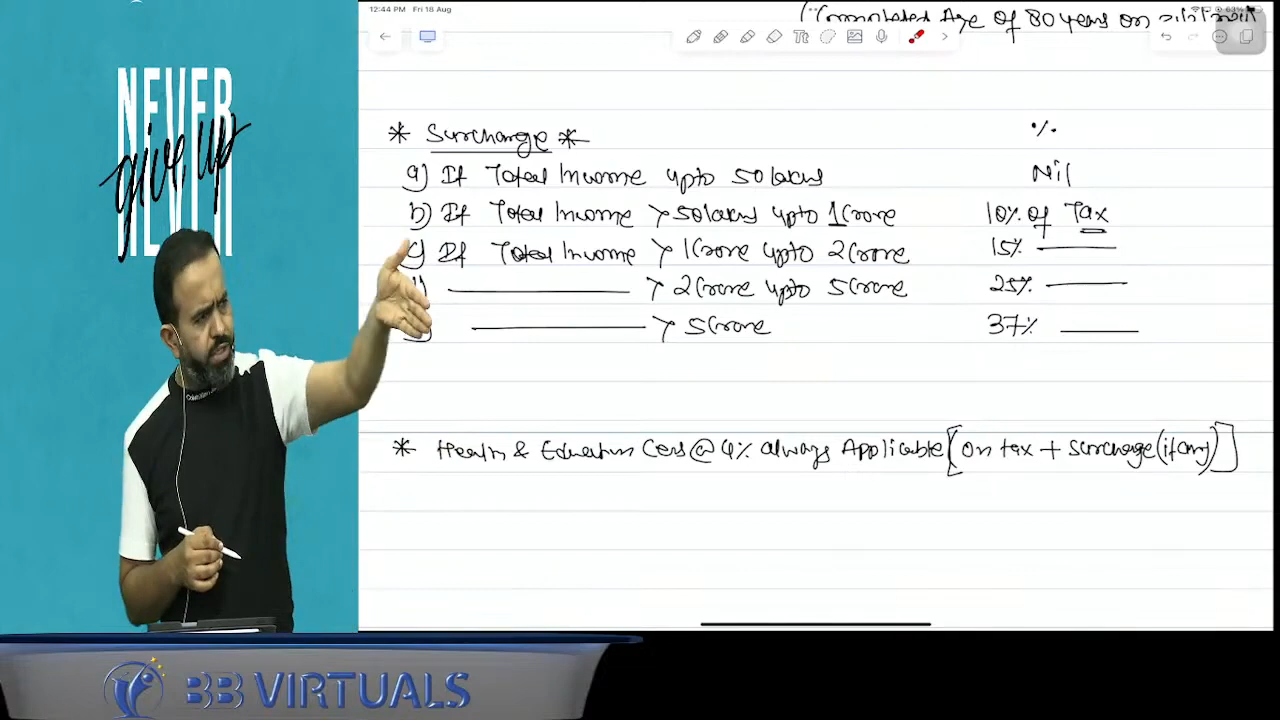 12:44 PM Fri 18 Aug
63%
(Completed Age of 80 years on
NEVER
give up
NEVER
* Surcharge * %
a) If Total Income upto 50 lakhs Nil
b) If Total Income > 50 lakhs upto 1 Crore 10% of Tax
c) If Total Income > 1 Crore upto 2 Crore 15%
d) > 2 Crore upto 5 Crore 25%
> 5 Crore 37%
* Health & Education Cess @ 4% always Applicable [on tax + surcharge (if any)]
BB VIRTUALS